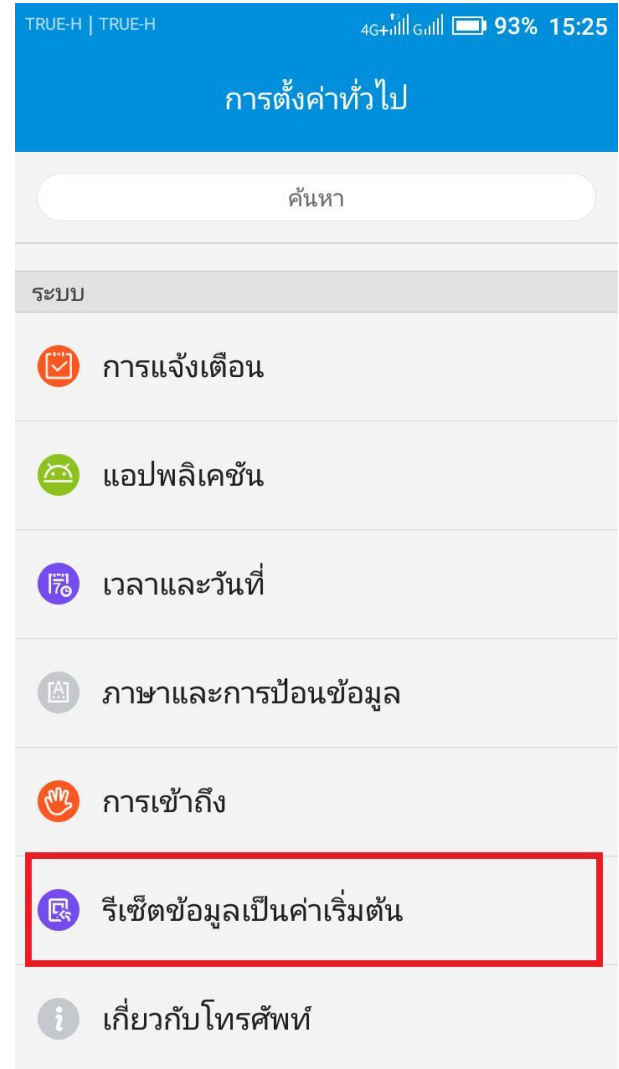 TRUE-H | TRUE-H 4G+ G 93% 15:25
การตั้งค่าทั่วไป
ค้นหา
ระบบ
การแจ้งเตือน
แอปพลิเคชัน
เวลาและวันที่
ภาษาและการป้อนข้อมูล
การเข้าถึง
รีเซ็ตข้อมูลเป็นค่าเริ่มต้น
เกี่ยวกับโทรศัพท์